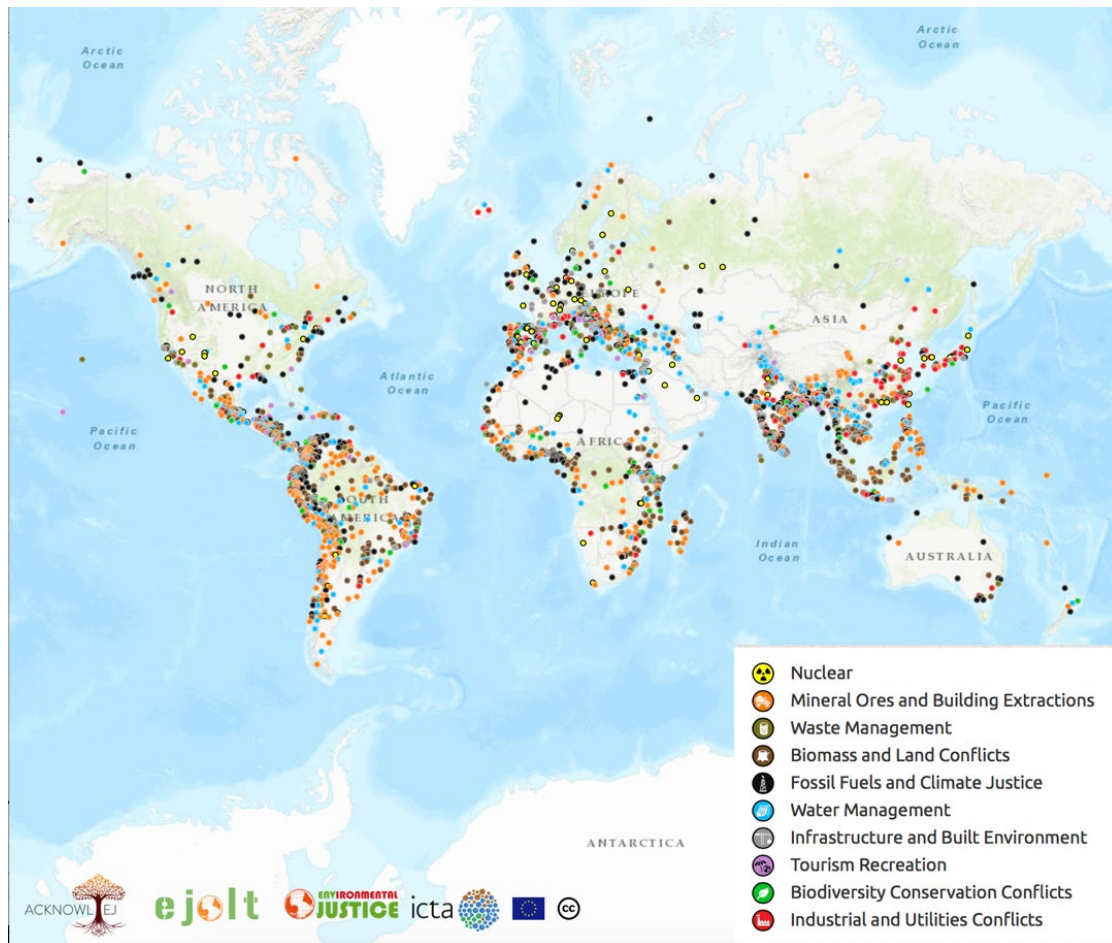 Arctic
Ocean
Arctic
Ocean
NORTH
AMERICA
EUROPE
ASIA
Atlantic
Ocean
Pacific
Ocean
Pacific
Ocean
AFRIC
SOUTH
AMERICA
Indian
Ocean
AUSTRALIA
ANTARCTICA
Nuclear
Mineral Ores and Building Extractions
Waste Management
Biomass and Land Conflicts
Fossil Fuels and Climate Justice
Water Management
Infrastructure and Built Environment
Tourism Recreation
Biodiversity Conservation Conflicts
Industrial and Utilities Conflicts
ACKNOWL EJ
ejolt
ENVIRONMENTAL
JUSTICE
icta
cc